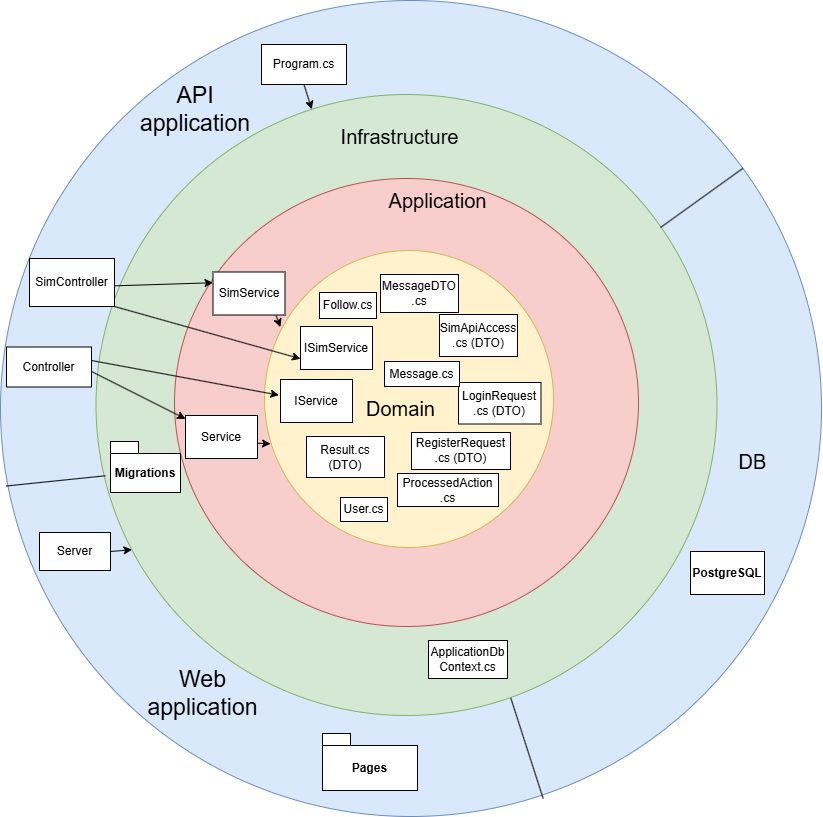 Program.cs
API
application
Infrastructure
Application
SimController
SimService
MessageDTO
.cs
Follow.cs
SimApiAccess
.cs (DTO)
ISimService
Controller
Message.cs
IService
LoginRequest
.cs (DTO)
Domain
Service
Result.cs
(DTO)
RegisterRequest
.cs (DTO)
Migrations
ProcessedAction
.cs
User.cs
DB
Server
PostgreSQL
ApplicationDb
Context.cs
Web
application
Pages